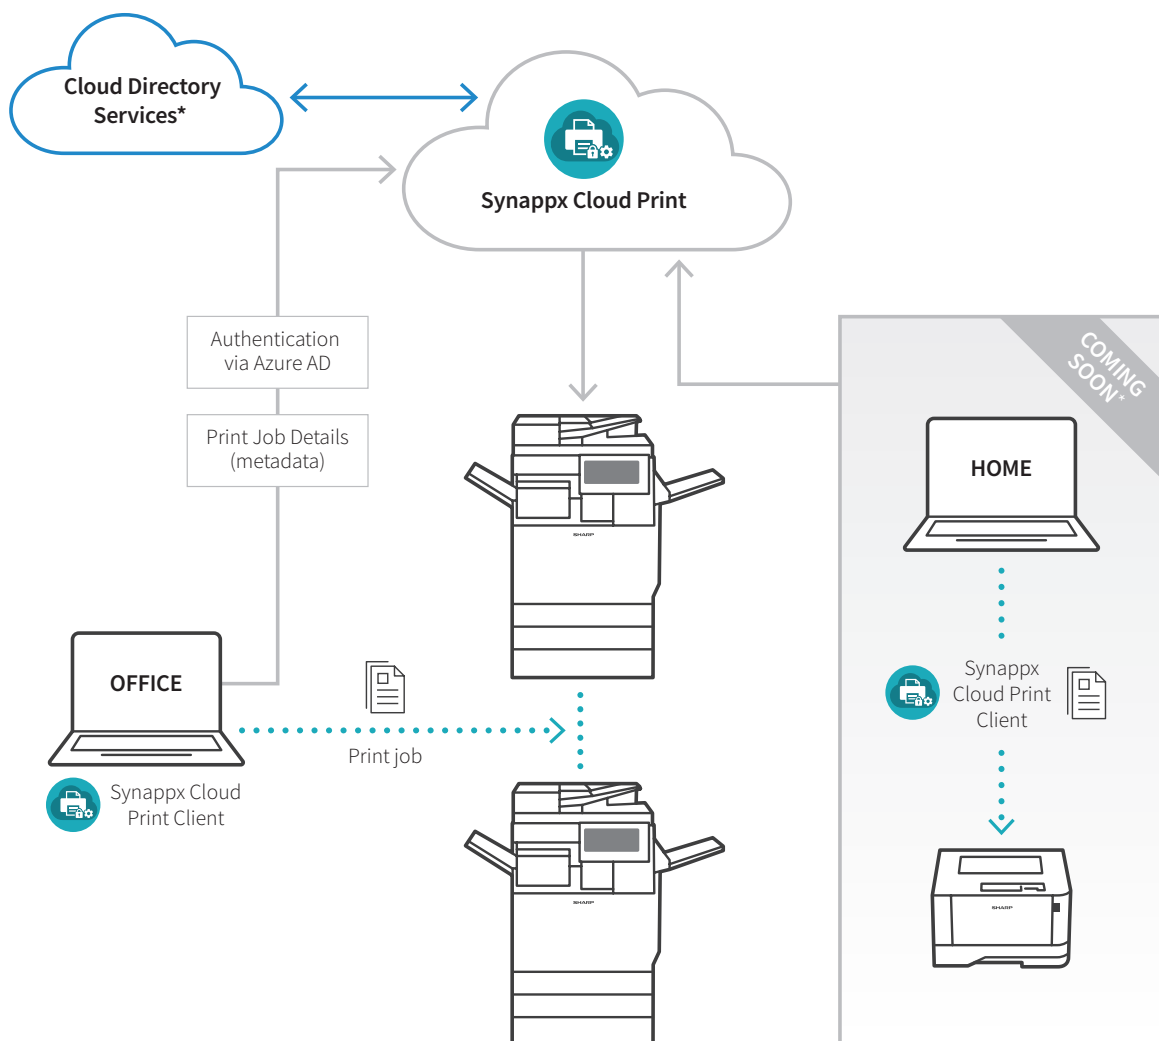 Cloud Directory
Services*
Synappx Cloud Print
Authentication
via Azure AD
Print Job Details
(metadata)
COMING
SOON*
HOME
SHARP
OFFICE
Print job
Synappx Cloud
Print Client
Synappx
Cloud Print
Client
SHARP
SHARP